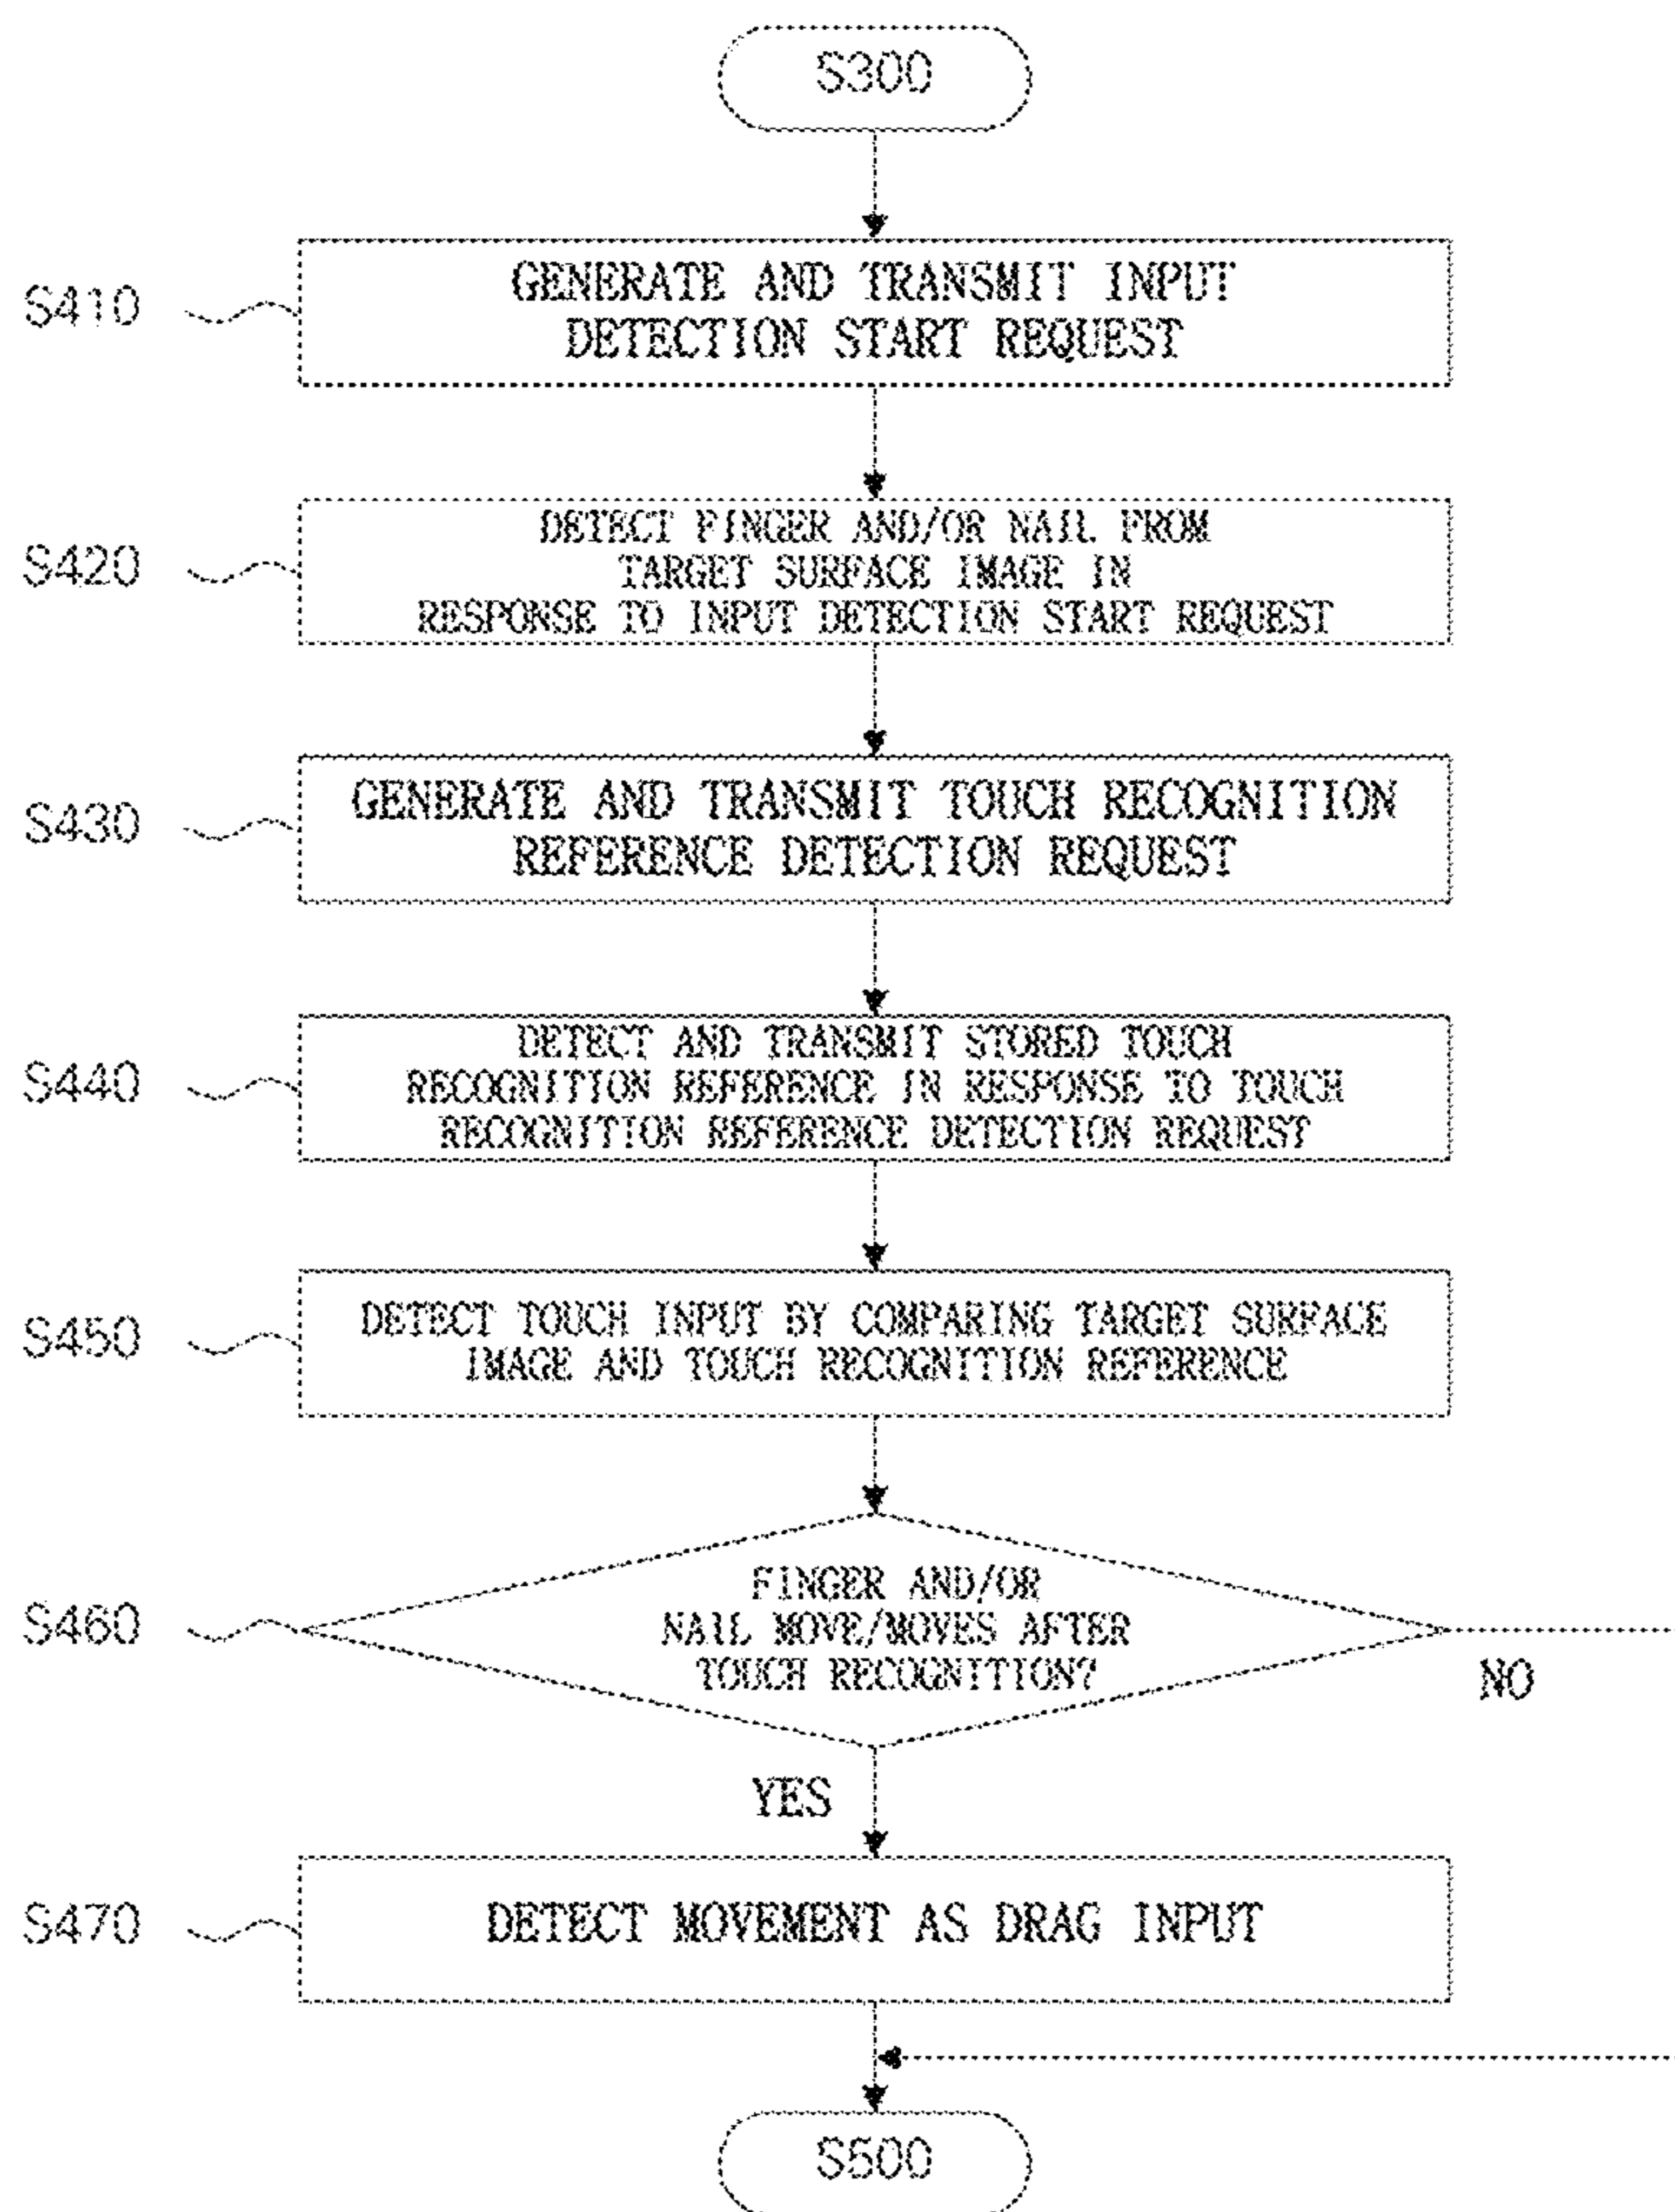 S300
S410
GENERATE AND TRANSMIT INPUT
DETECTION START REQUEST
S420
DETECT FINGER AND/OR NAIL FROM
TARGET SURFACE IMAGE IN
RESPONSE TO INPUT DETECTION START REQUEST
S430
GENERATE AND TRANSMIT TOUCH RECOGNITION
REFERENCE DETECTION REQUEST
S440
DETECT AND TRANSMIT STORED TOUCH
RECOGNITION REFERENCE IN RESPONSE TO TOUCH
RECOGNITION REFERENCE DETECTION REQUEST
S450
DETECT TOUCH INPUT BY COMPARING TARGET SURFACE
IMAGE AND TOUCH RECOGNITION REFERENCE
S460
FINGER AND/OR
NAIL MOVE/MOVES AFTER
TOUCH RECOGNITION?
NO
YES
S470
DETECT MOVEMENT AS DRAG INPUT
S500